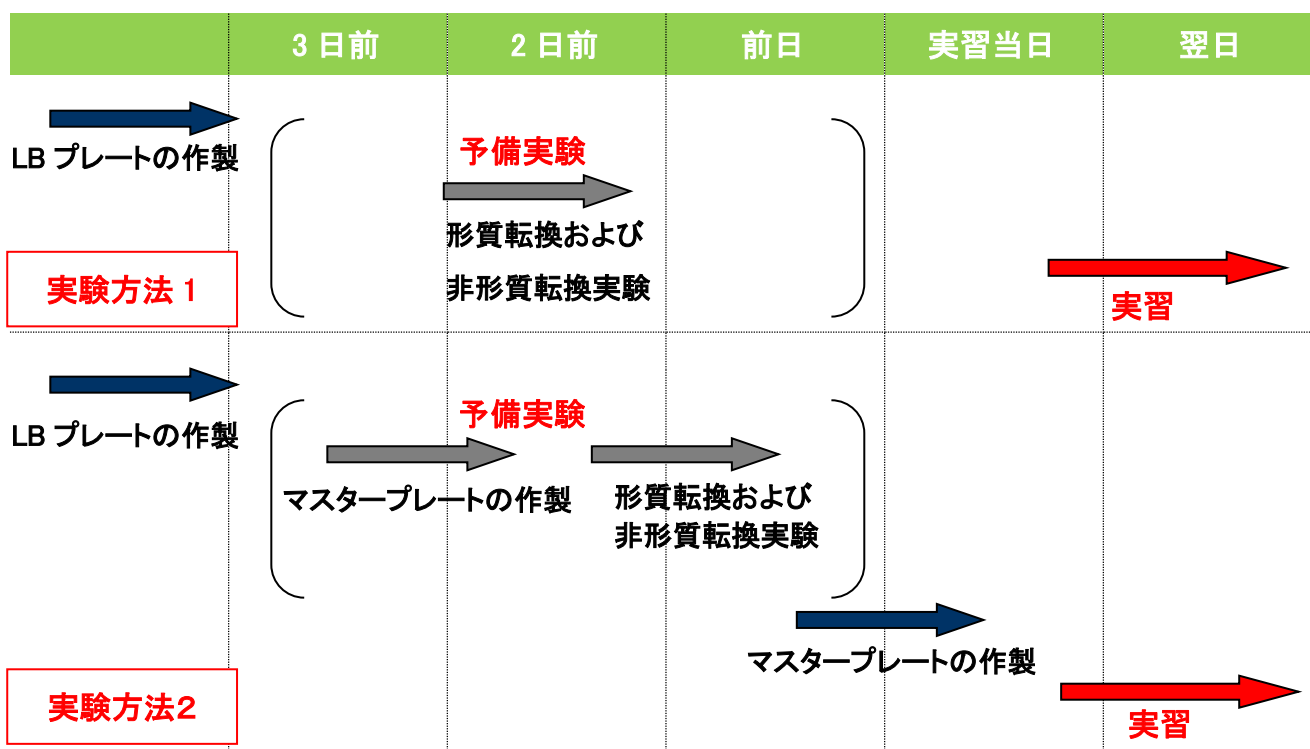 3 日前
2 日前
前日
実習当日
翌日
LB プレートの作製
予備実験
形質転換および
非形質転換実験
実験方法 1
実習
LB プレートの作製
予備実験
マスタープレートの作製
形質転換および
非形質転換実験
マスタープレートの作製
実験方法2
実習